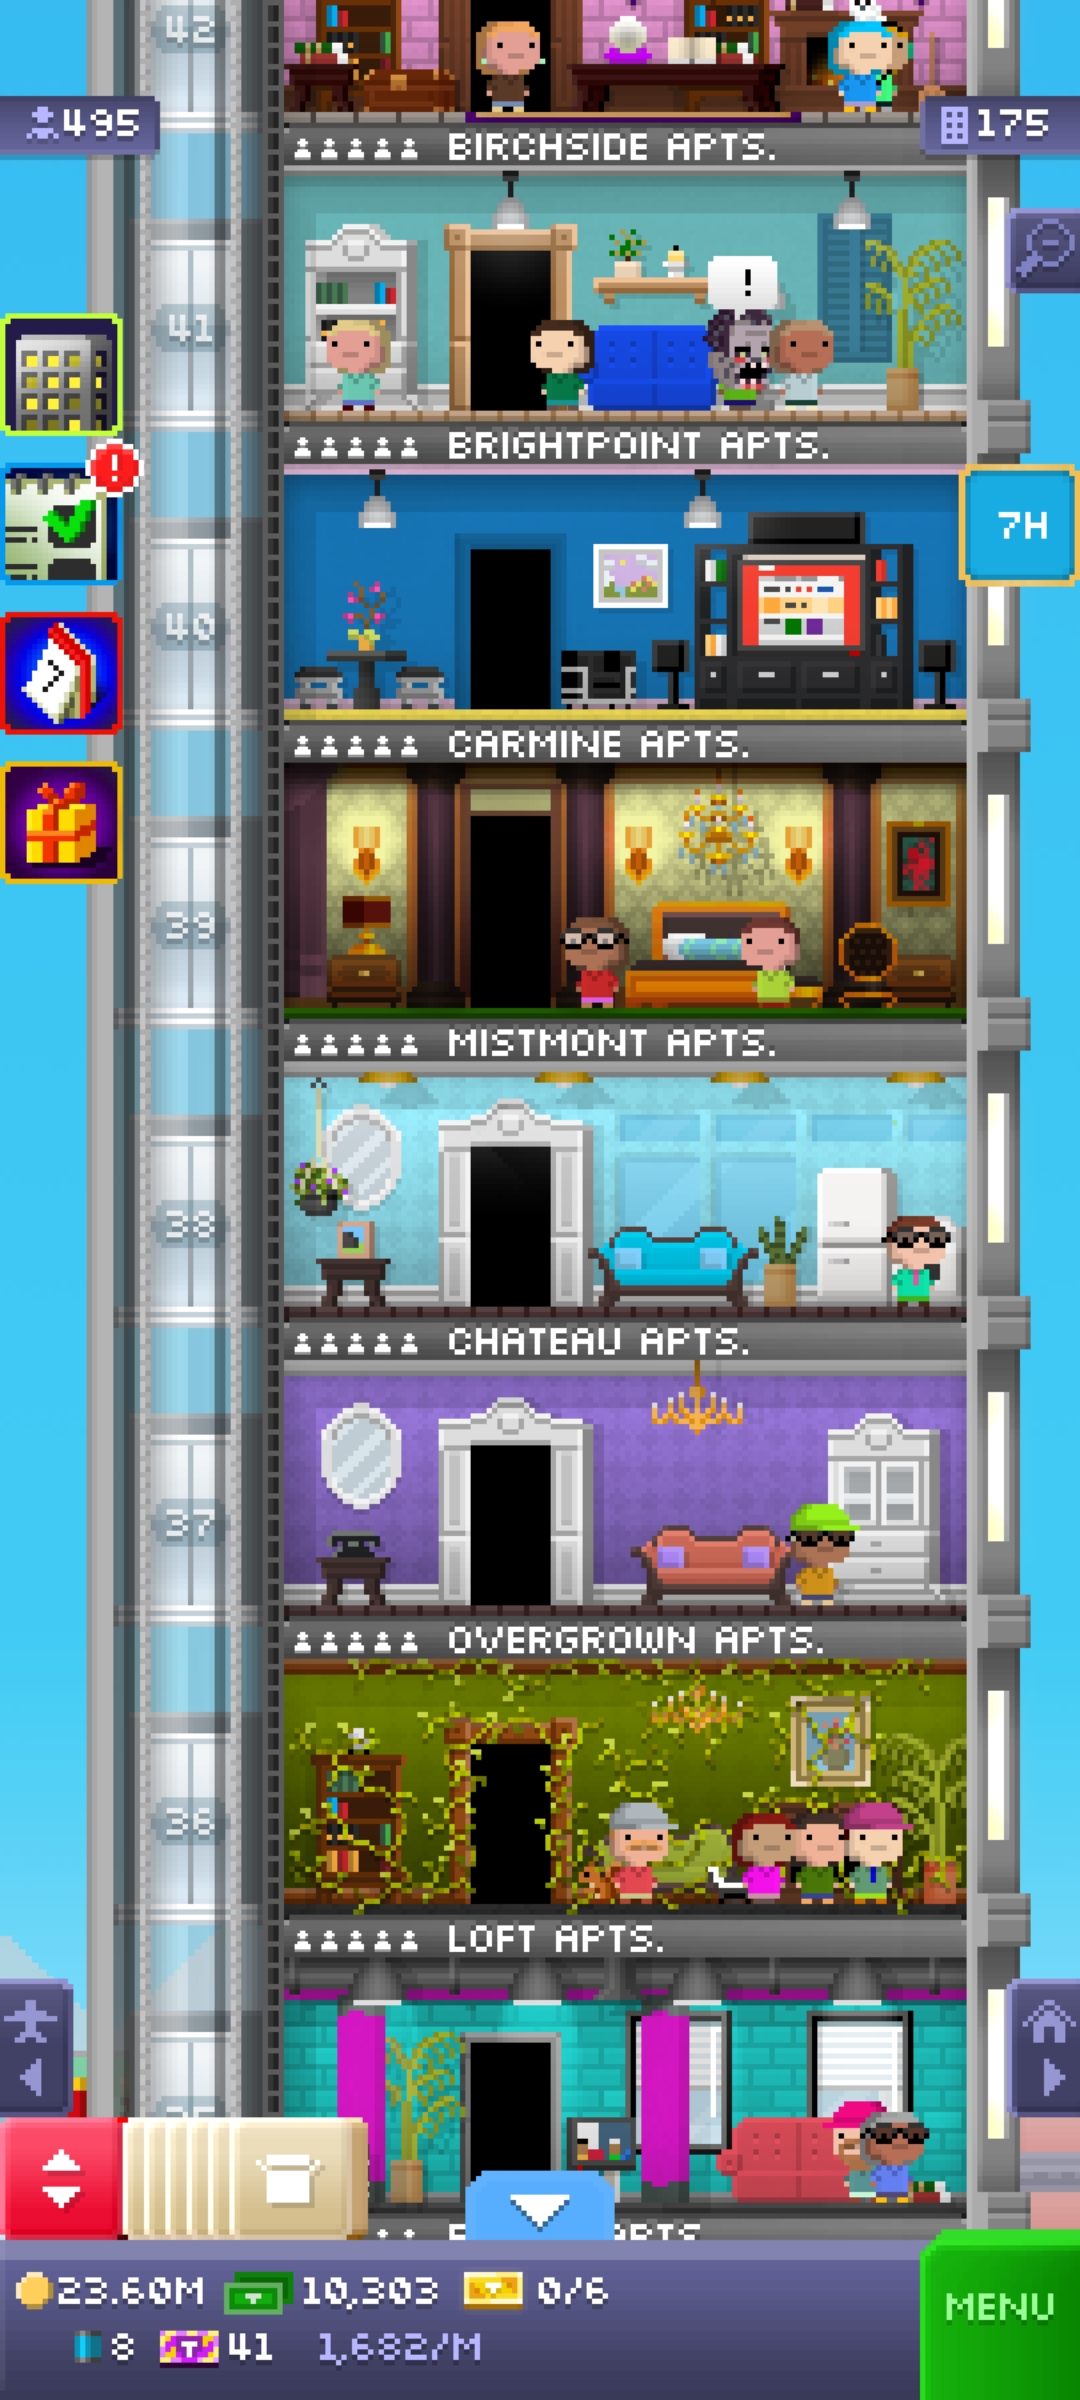 42
495
175
BIRCHSIDE APTS.
!
41
BRIGHTPOINT APTS.
!
7H
40
7
CARMINE APTS.
39
MISTMONT APTS.
38
CHATEAU APTS.
37
OVERGROWN APTS.
36
LOFT APTS.
APTS
23.60M
10,303
0/6
MENU
8
T
41
1,682/M